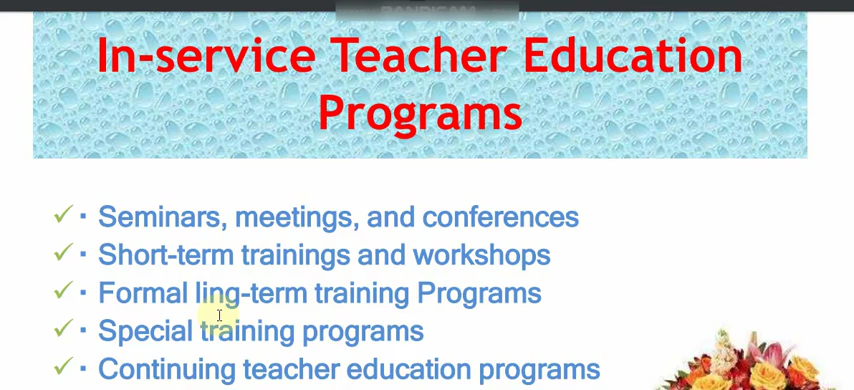 BANDICAM
In-service Teacher Education
Programs
✓ · Seminars, meetings, and conferences
✓ · Short-term trainings and workshops
✓ · Formal ling-term training Programs
✓ · Special training programs
✓ · Continuing teacher education programs